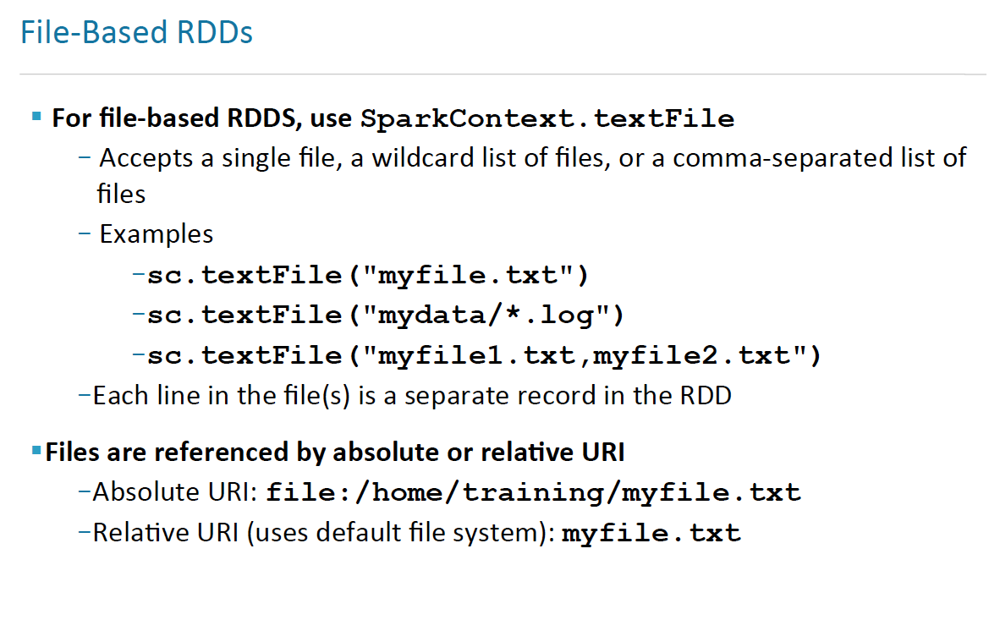 File-Based RDDs
▪ For file-based RDDS, use SparkContext.textFile
– Accepts a single file, a wildcard list of files, or a comma-separated list of
files
– Examples
–sc.textFile("myfile.txt")
–sc.textFile("mydata/*.log")
–sc.textFile("myfile1.txt,myfile2.txt")
–Each line in the file(s) is a separate record in the RDD
▪Files are referenced by absolute or relative URI
–Absolute URI: file:/home/training/myfile.txt
–Relative URI (uses default file system): myfile.txt